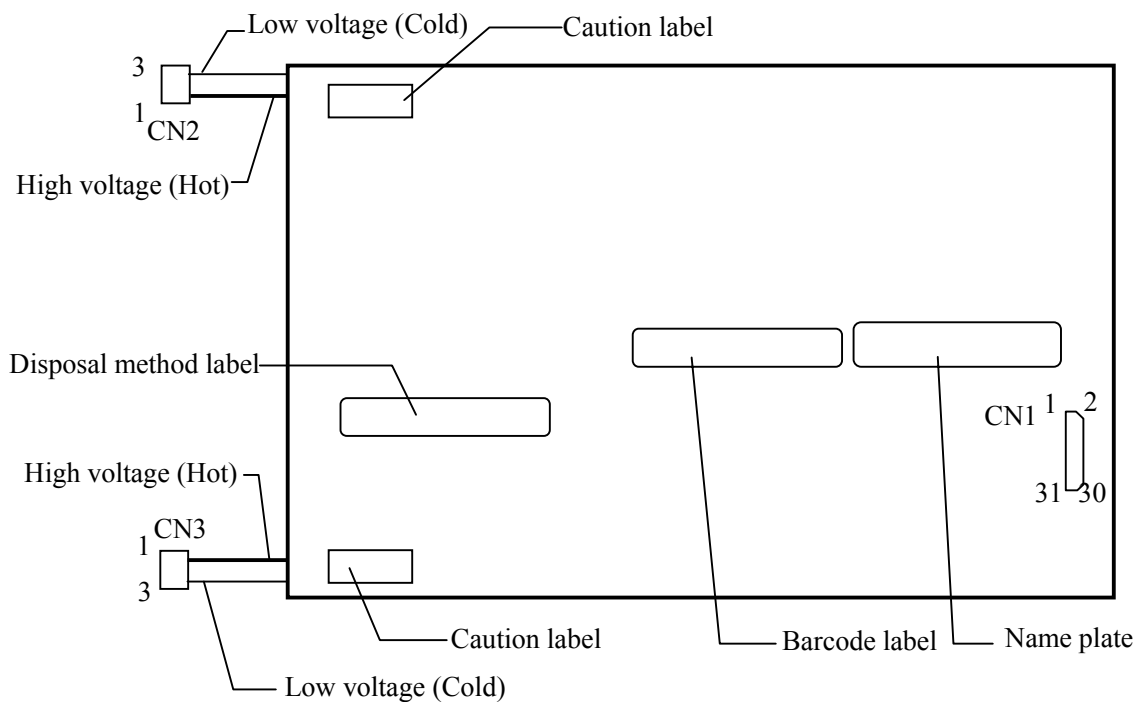 Low voltage (Cold)
Caution label
3
1
CN2
High voltage (Hot)
Disposal method label
CN1
1
2
31
30
High voltage (Hot)
CN3
1
3
Caution label
Barcode label
Name plate
Low voltage (Cold)